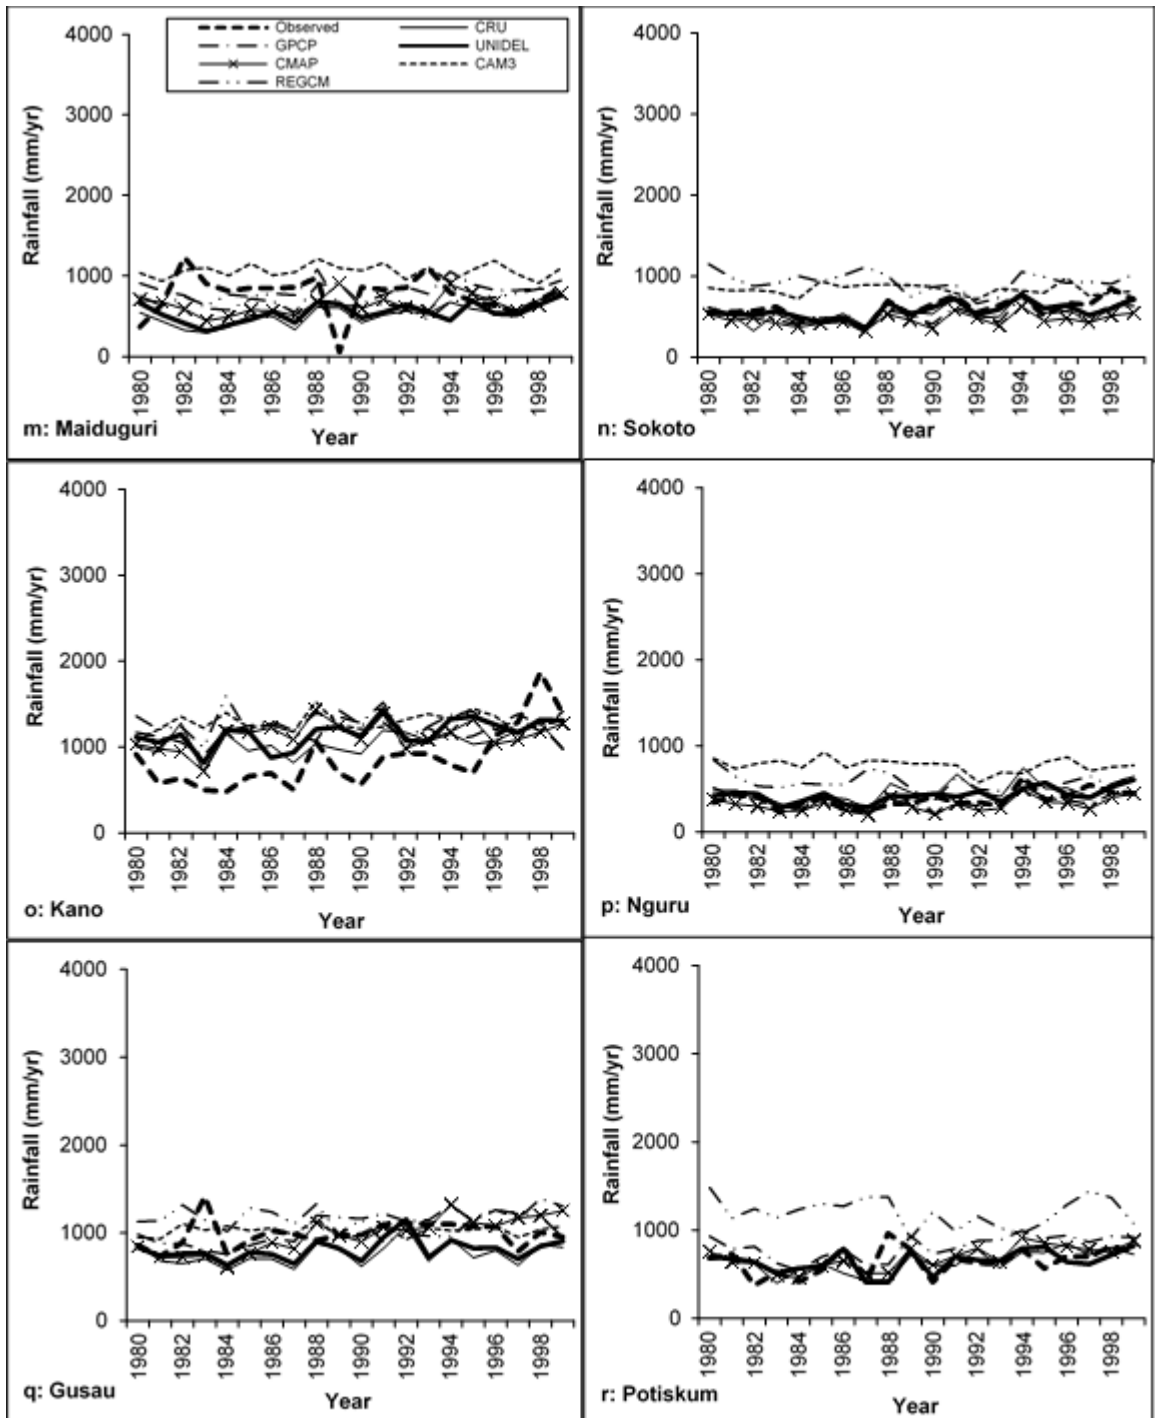 Observed CRU
GPCP UNIDEL
CMAP CAM3
REGCM
Rainfall (mm/yr)
4000
3000
2000
1000
0
1980 1982 1984 1986 1988 1990 1992 1994 1996 1998
m: Maiduguri
Year
Rainfall (mm/yr)
4000
3000
2000
1000
0
1980 1982 1984 1986 1988 1990 1992 1994 1996 1998
n: Sokoto
Year
Rainfall (mm/yr)
4000
3000
2000
1000
0
1980 1982 1984 1986 1988 1990 1992 1994 1996 1998
o: Kano
Year
Rainfall (mm/yr)
4000
3000
2000
1000
0
1980 1982 1984 1986 1988 1990 1992 1994 1996 1998
p: Nguru
Year
Rainfall (mm/yr)
4000
3000
2000
1000
0
1980 1982 1984 1986 1988 1990 1992 1994 1996 1998
q: Gusau
Year
Rainfall (mm/yr)
4000
3000
2000
1000
0
1980 1982 1984 1986 1988 1990 1992 1994 1996 1998
r: Potiskum
Year